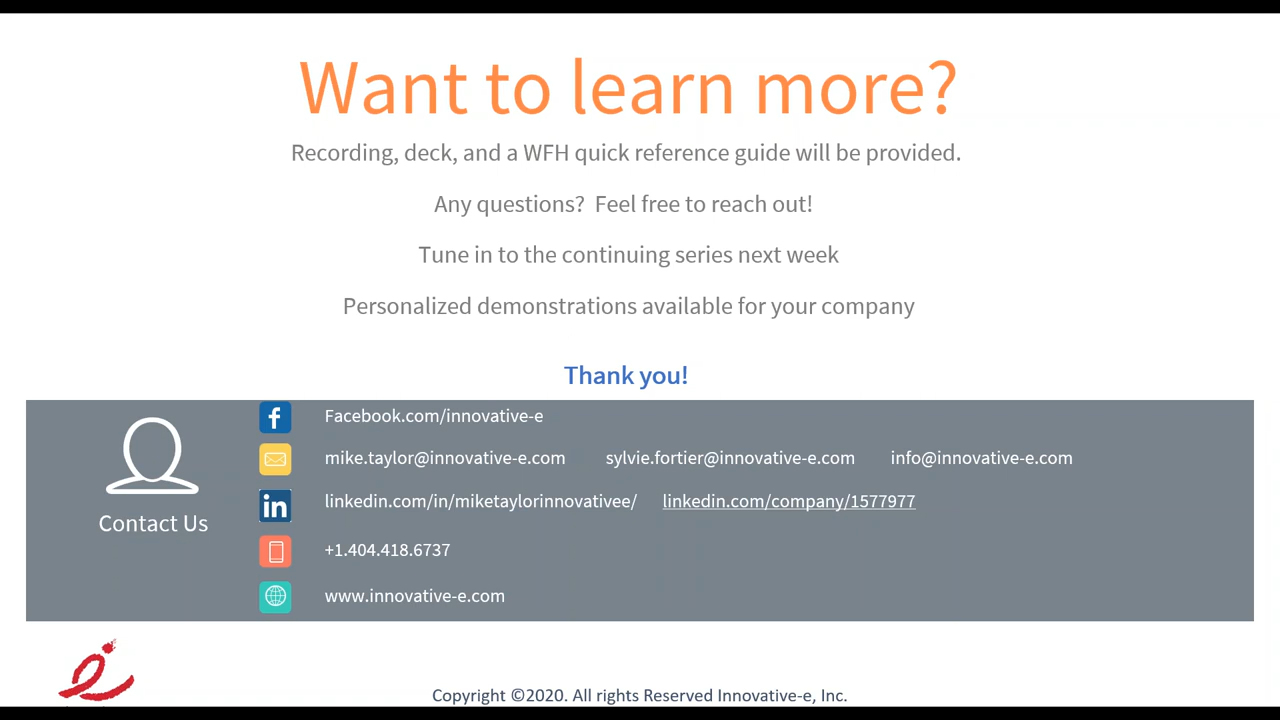 Want to learn more?
Recording, deck, and a WFH quick reference guide will be provided.
Any questions?  Feel free to reach out!
Tune in to the continuing series next week
Personalized demonstrations available for your company
Thank you!
Contact Us
Facebook.com/innovative-e
mike.taylor@innovative-e.com sylvie.fortier@innovative-e.com info@innovative-e.com
linkedin.com/in/miketaylorinnovativee/ linkedin.com/company/1577977
+1.404.418.6737
www.innovative-e.com
Copyright ©2020. All rights Reserved Innovative-e, Inc.